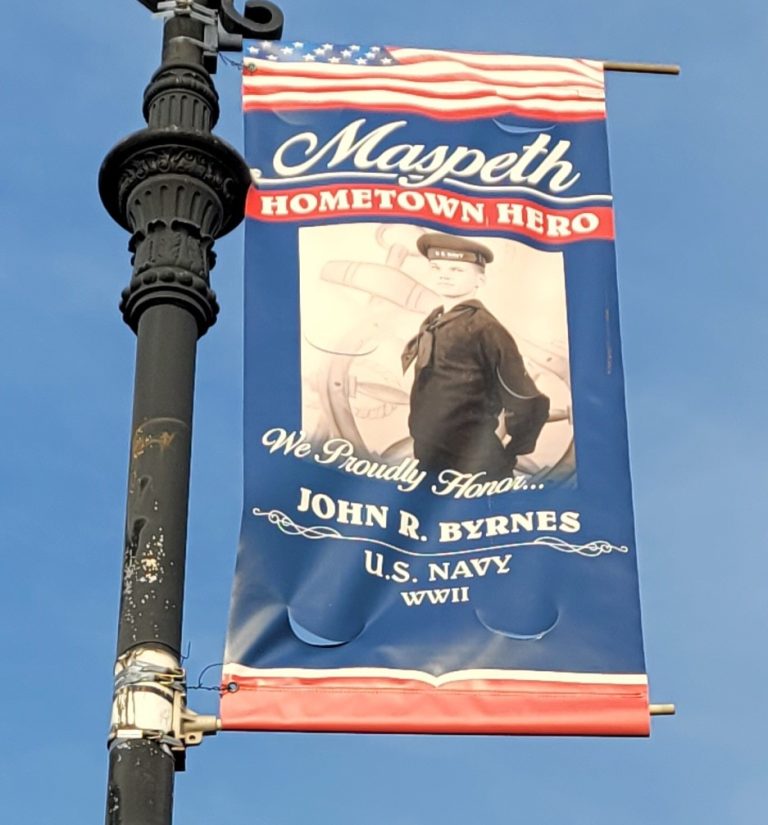 Maspeth
HOMETOWN HERO
U.S. NAVY
We Proudly Honor...
JOHN R. BYRNES
U.S. NAVY
WWII